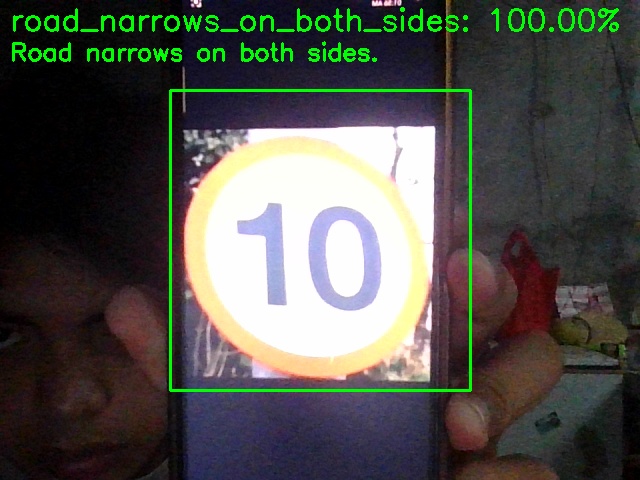 road_narrows_on_both_sides: 100.00%
Road narrows on both sides.
10